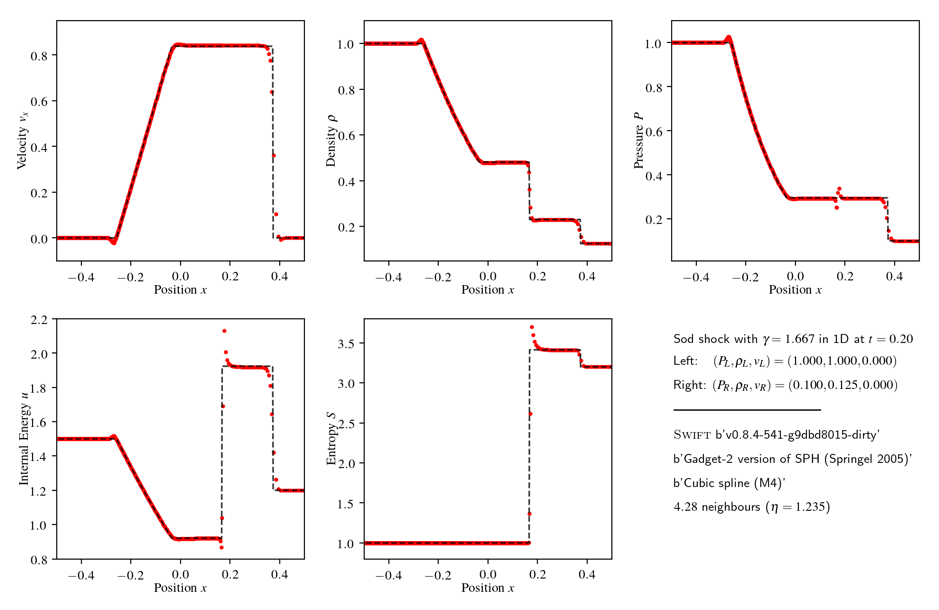 0.8
0.6
0.4
0.2
0.0
Velocity vₓ
−0.4 −0.2 0.0 0.2 0.4
Position x
1.0
0.8
0.6
0.4
0.2
Density ρ
−0.4 −0.2 0.0 0.2 0.4
Position x
1.0
0.8
0.6
0.4
0.2
Pressure P
−0.4 −0.2 0.0 0.2 0.4
Position x
2.2
2.0
1.8
1.6
1.4
1.2
1.0
0.8
Internal Energy u
−0.4 −0.2 0.0 0.2 0.4
Position x
3.5
3.0
2.5
2.0
1.5
1.0
Entropy S
−0.4 −0.2 0.0 0.2 0.4
Position x
Sod shock with γ = 1.667 in 1D at t = 0.20
Left: (P_L, ρ_L, v_L) = (1.000, 1.000, 0.000)
Right: (P_R, ρ_R, v_R) = (0.100, 0.125, 0.000)
SWIFT b'v0.8.4-541-g9dbd8015-dirty'
b'Gadget-2 version of SPH (Springel 2005)'
b'Cubic spline (M4)'
4.28 neighbours (η = 1.235)